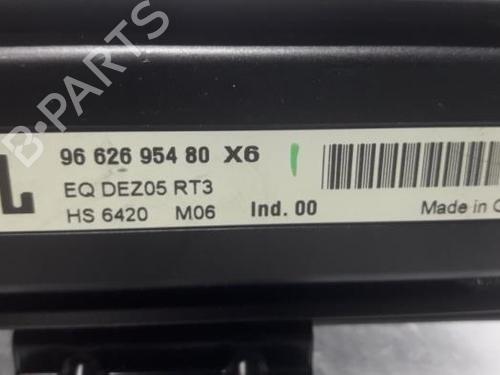 B-PARTS
L
96 626 954 80 X6
EQ DEZ05 RT3
HS 6420 M06 Ind. 00
Made in